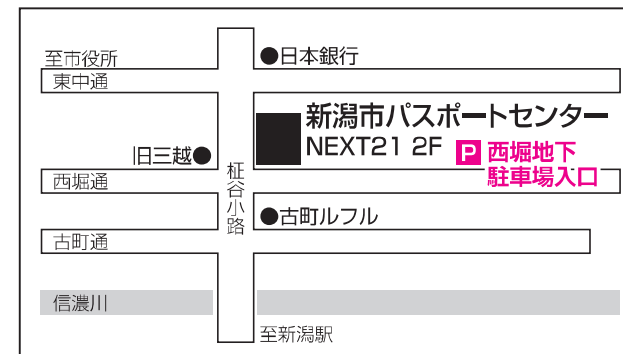 至市役所
●日本銀行
東中通
新潟市パスポートセンター
NEXT21 2F
P 西堀地下
駐車場入口
旧三越●
西堀通
柾谷小路
●古町ルフル
古町通
信濃川
至新潟駅